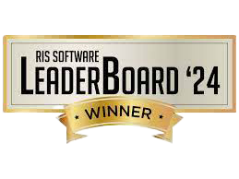 RIS SOFTWARE
LEADERBOARD ‘24
· WINNER ·